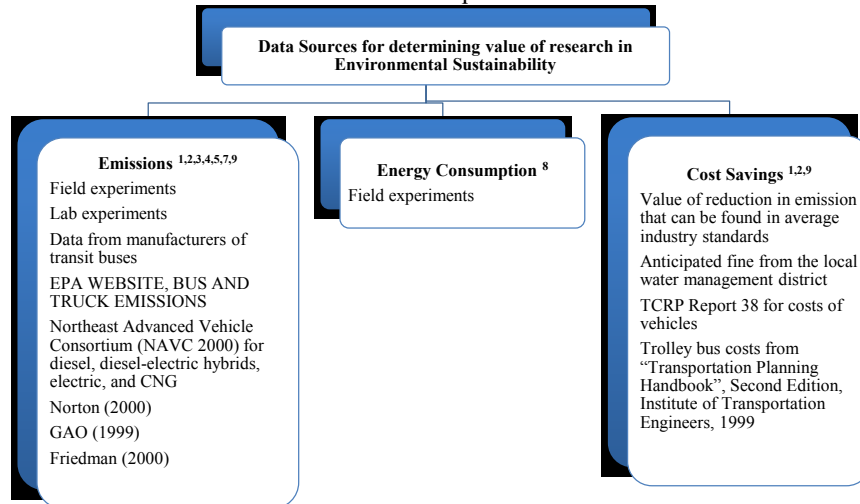 Data Sources for determining value of research in
Environmental Sustainability
Emissions 1,2,3,4,5,7,9
Field experiments
Lab experiments
Data from manufacturers of
transit buses
EPA WEBSITE, BUS AND
TRUCK EMISSIONS
Northeast Advanced Vehicle
Consortium (NAVC 2000) for
diesel, diesel-electric hybrids,
electric, and CNG
Norton (2000)
GAO (1999)
Friedman (2000)
Energy Consumption 8
Field experiments
Cost Savings 1,2,9
Value of reduction in emission
that can be found in average
industry standards
Anticipated fine from the local
water management district
TCRP Report 38 for costs of
vehicles
Trolley bus costs from
“Transportation Planning
Handbook”, Second Edition,
Institute of Transportation
Engineers, 1999